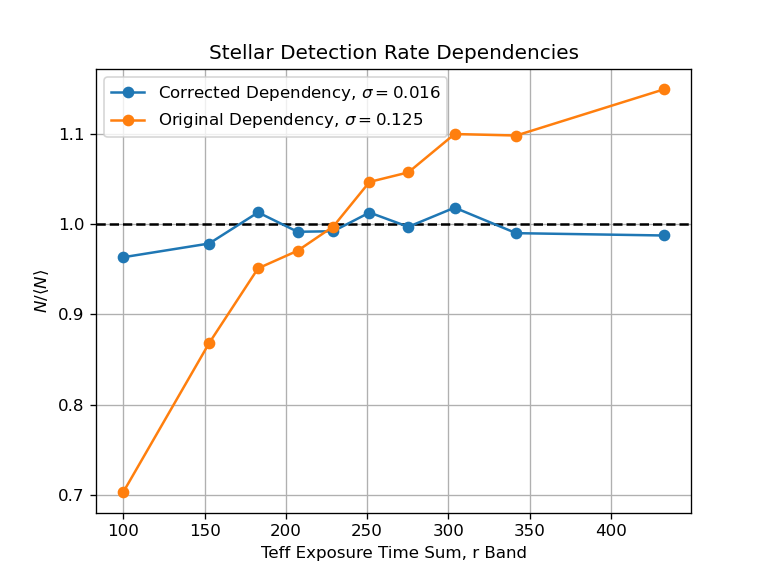 Stellar Detection Rate Dependencies
Corrected Dependency, σ = 0.016
Original Dependency, σ = 0.125
N/⟨N⟩
1.1
1.0
0.9
0.8
0.7
100 150 200 250 300 350 400
Teff Exposure Time Sum, r Band